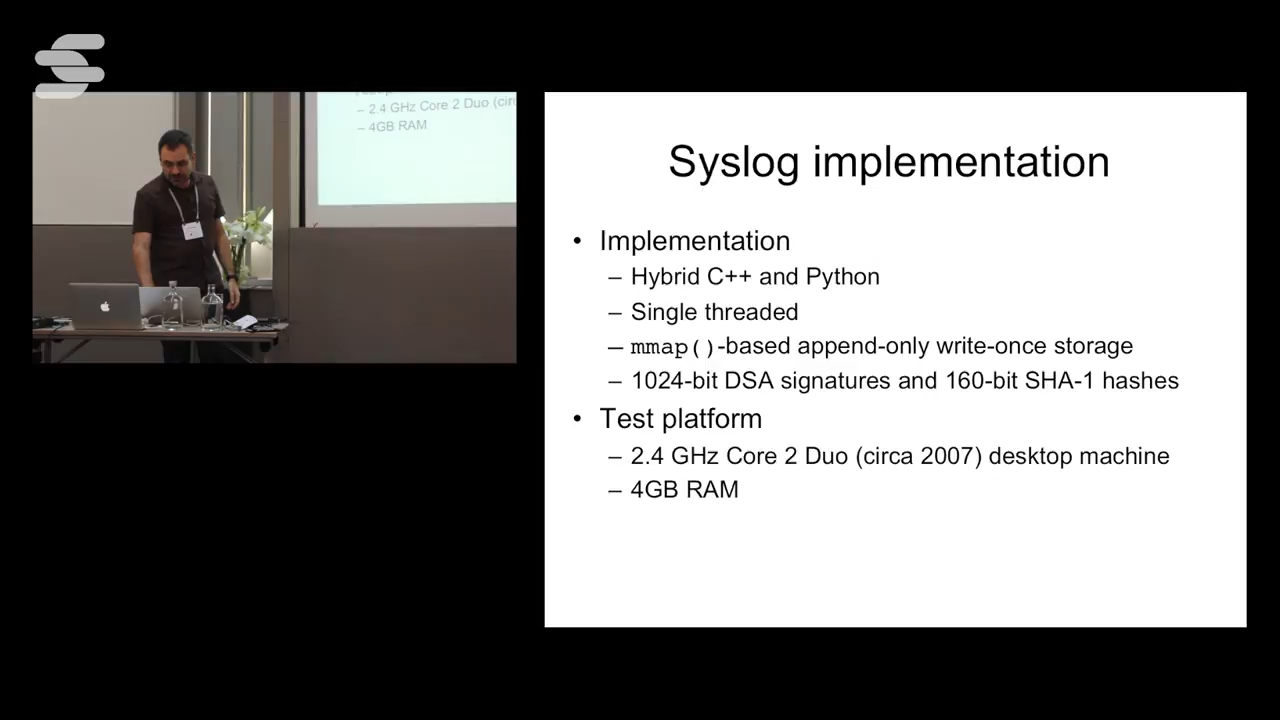 – 2.4 GHz Core 2 Duo (circ
– 4GB RAM
Syslog implementation
• Implementation
– Hybrid C++ and Python
– Single threaded
– mmap()-based append-only write-once storage
– 1024-bit DSA signatures and 160-bit SHA-1 hashes
• Test platform
– 2.4 GHz Core 2 Duo (circa 2007) desktop machine
– 4GB RAM